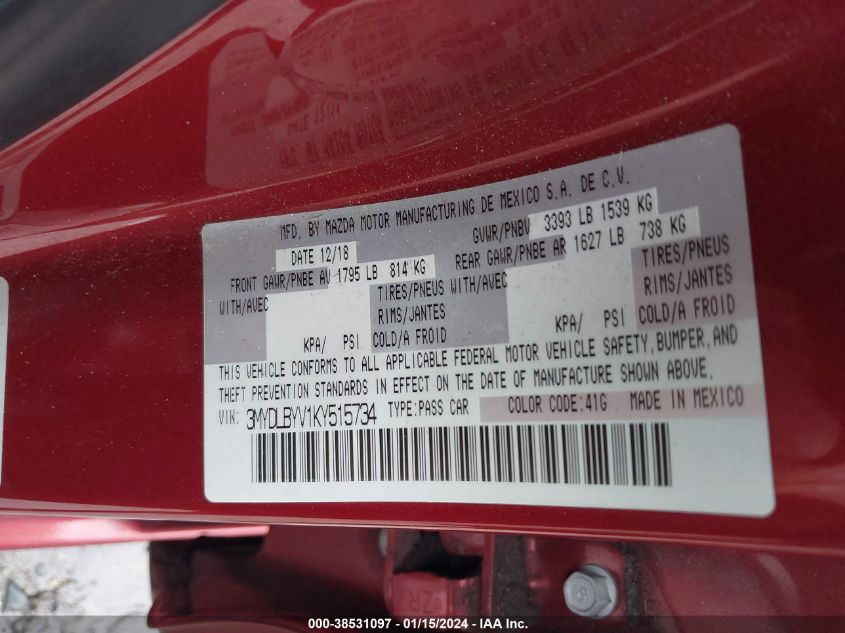 MFD. BY MAZDA MOTOR MANUFACTURING DE MEXICO S.A. DE C.V.
DATE 12/18 GVWR/PNBV 3393 LB 1539 KG
FRONT GAWR/PNBE AV 1795 LB 814 KG REAR GAWR/PNBE AR 1627 LB 738 KG
WITH/AVEC TIRES/PNEUS WITH/AVEC TIRES/PNEUS
RIMS/JANTES RIMS/JANTES
KPA/ PSI COLD/A FROID KPA/ PSI COLD/A FROID
THIS VEHICLE CONFORMS TO ALL APPLICABLE FEDERAL MOTOR VEHICLE SAFETY, BUMPER, AND
THEFT PREVENTION STANDARDS IN EFFECT ON THE DATE OF MANUFACTURE SHOWN ABOVE.
VIN: 3MYDLBYV1KY515734 TYPE:PASS CAR COLOR CODE:41G MADE IN MEXICO
ZR
000-38531097 - 01/15/2024 - IAA Inc.